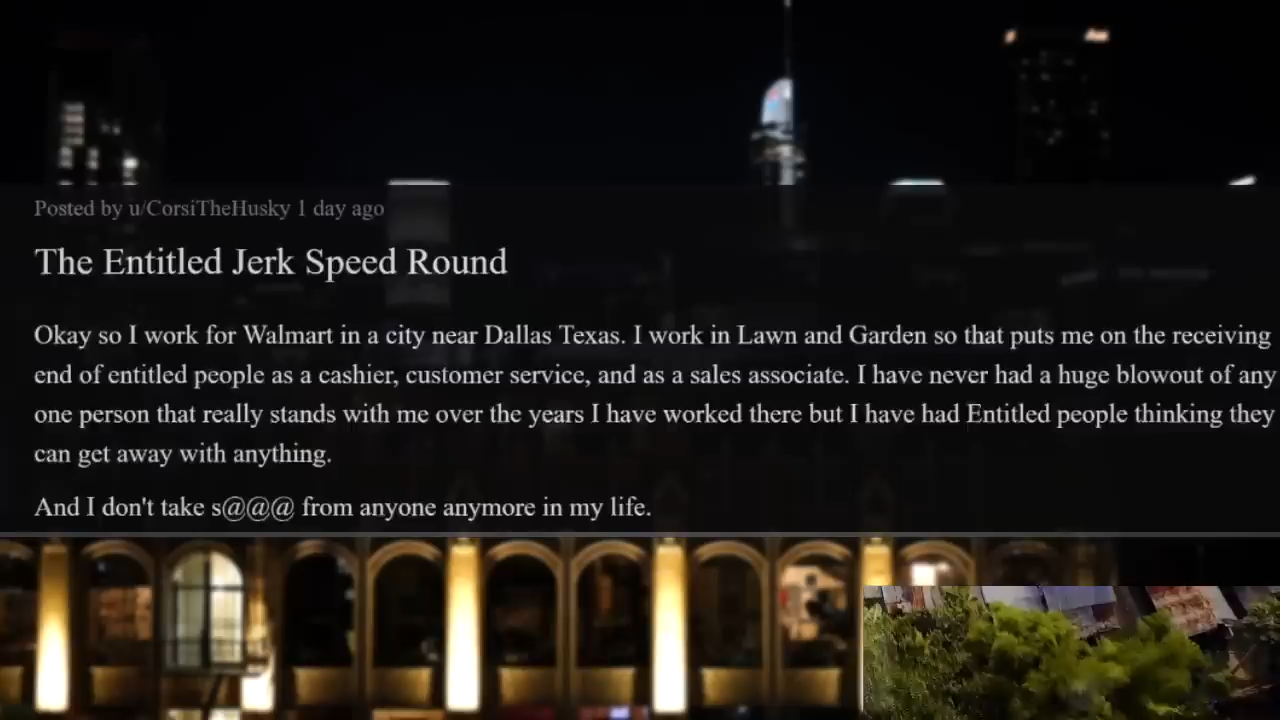 Posted by u/CorsiTheHusky 1 day ago
The Entitled Jerk Speed Round
Okay so I work for Walmart in a city near Dallas Texas. I work in Lawn and Garden so that puts me on the receiving
end of entitled people as a cashier, customer service, and as a sales associate. I have never had a huge blowout of any
one person that really stands with me over the years I have worked there but I have had Entitled people thinking they
can get away with anything.
And I don't take s@@@ from anyone anymore in my life.